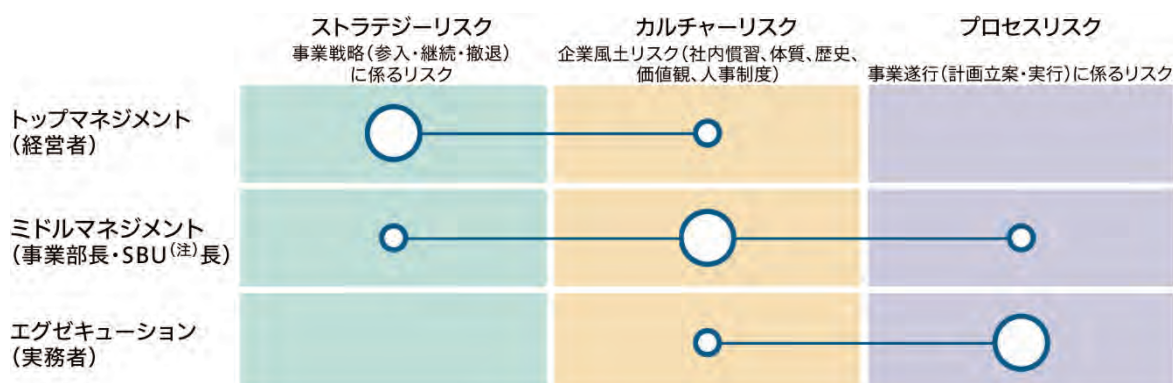 ストラテジーリスク
事業戦略(参入・継続・撤退)
に係るリスク
カルチャーリスク
企業風土リスク(社内慣習、体質、歴史、
価値観、人事制度)
プロセスリスク
事業遂行(計画立案・実行)に係るリスク
トップマネジメント
(経営者)
ミドルマネジメント
(事業部長・SBU(注)長)
エグゼキューション
(実務者)